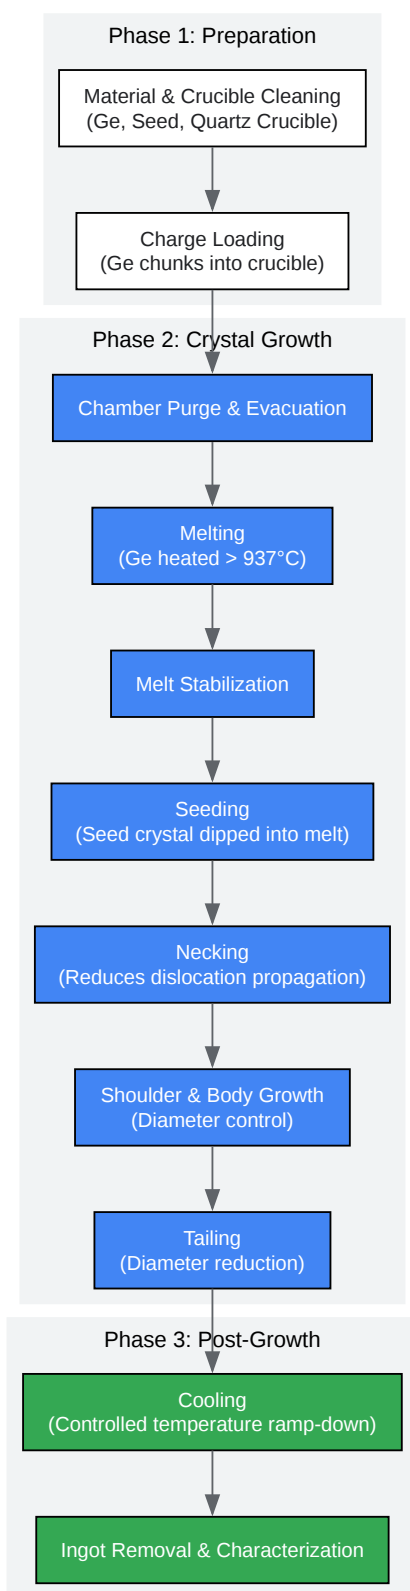 Phase 1: Preparation
Material & Crucible Cleaning
(Ge, Seed, Quartz Crucible)
Charge Loading
(Ge chunks into crucible)
Phase 2: Crystal Growth
Chamber Purge & Evacuation
Melting
(Ge heated > 937°C)
Melt Stabilization
Seeding
(Seed crystal dipped into melt)
Necking
(Reduces dislocation propagation)
Shoulder & Body Growth
(Diameter control)
Tailing
(Diameter reduction)
Phase 3: Post-Growth
Cooling
(Controlled temperature ramp-down)
Ingot Removal & Characterization